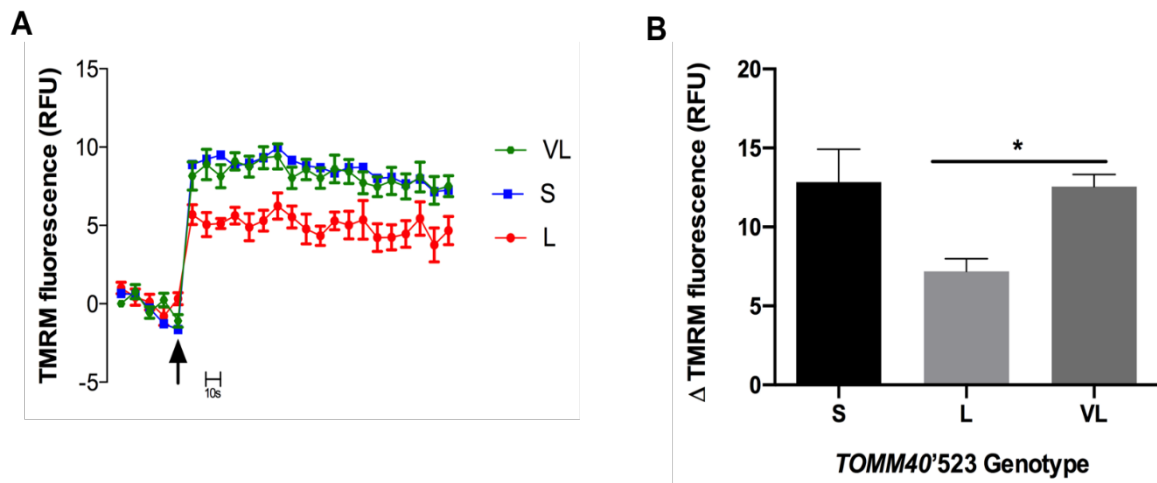 A
TMRM fluorescence (RFU)
15
10
5
0
-5
10s
VL
S
L
B
Δ TMRM fluorescence (RFU)
20
15
10
5
0
*
S L VL
TOMM40'523 Genotype